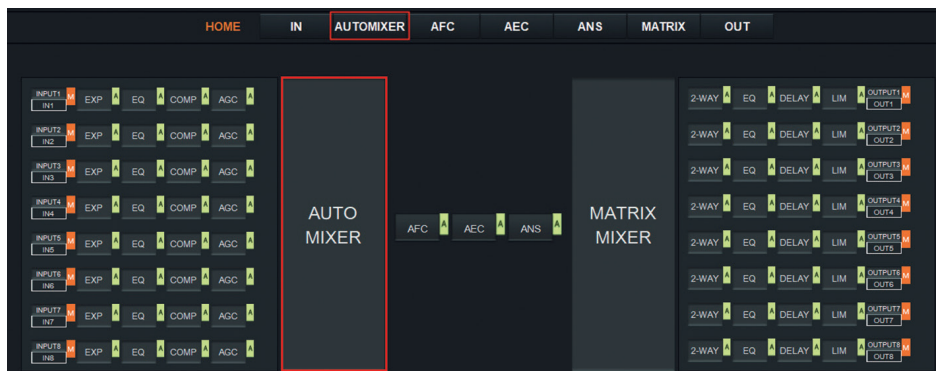 HOME IN AUTOMIXER AFC AEC ANS MATRIX OUT
INPUT1 M EXP A EQ A COMP A AGC A 2-WAY A EQ A DELAY A LIM A OUTPUT1 M
IN1 OUT1
INPUT2 M EXP A EQ A COMP A AGC A 2-WAY A EQ A DELAY A LIM A OUTPUT2 M
IN2 OUT2
INPUT3 M EXP A EQ A COMP A AGC A 2-WAY A EQ A DELAY A LIM A OUTPUT3 M
IN3 OUT3
INPUT4 M EXP A EQ A COMP A AGC A 2-WAY A EQ A DELAY A LIM A OUTPUT4 M
IN4 OUT4
AUTO
MIXER
AFC A AEC A ANS A
MATRIX
MIXER
INPUT5 M EXP A EQ A COMP A AGC A 2-WAY A EQ A DELAY A LIM A OUTPUT5 M
IN5 OUT5
INPUT6 M EXP A EQ A COMP A AGC A 2-WAY A EQ A DELAY A LIM A OUTPUT6 M
IN6 OUT6
INPUT7 M EXP A EQ A COMP A AGC A 2-WAY A EQ A DELAY A LIM A OUTPUT7 M
IN7 OUT7
INPUT8 M EXP A EQ A COMP A AGC A 2-WAY A EQ A DELAY A LIM A OUTPUT8 M
IN8 OUT8